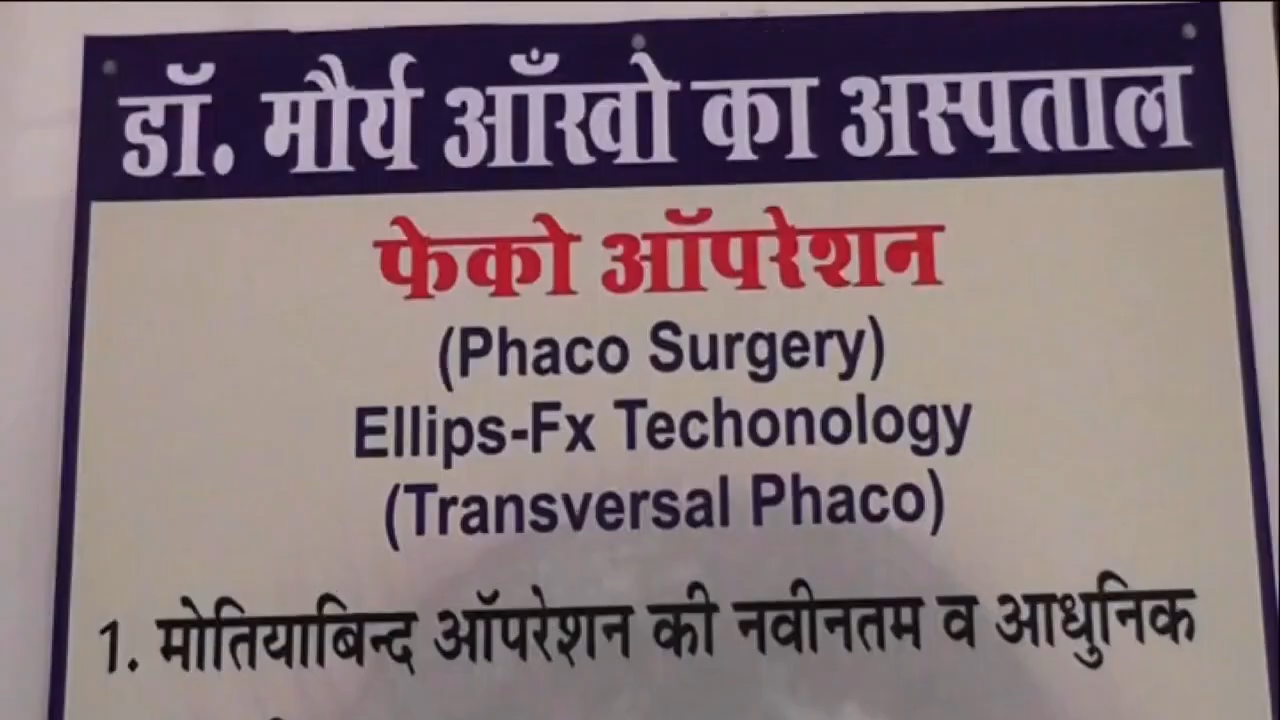 डॉ. मौर्य आँखो का अस्पताल
फेको ऑपरेशन
(Phaco Surgery)
Ellips-Fx Techonology
(Transversal Phaco)
1. मोतियाबिन्द ऑपरेशन की नवीनतम व आधुनिक